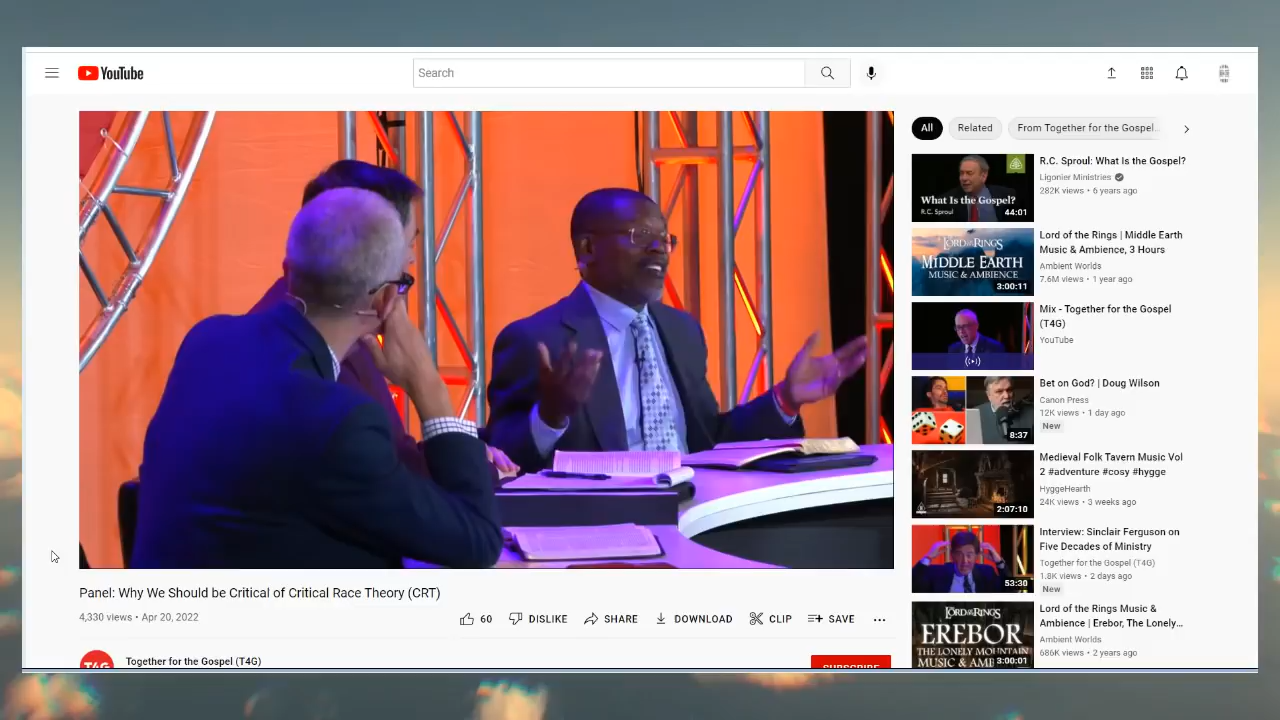 YouTube
Search
All
Related
From Together for the Gospel...
What Is the Gospel?
R.C. Sproul
44:01
R.C. Sproul: What Is the Gospel?
Ligonier Ministries
282K views • 6 years ago
MIDDLE EARTH
MUSIC & AMBIENCE
3:00:11
Lord of the Rings | Middle Earth
Music & Ambience, 3 Hours
Ambient Worlds
7.6M views • 1 year ago
Mix - Together for the Gospel
(T4G)
YouTube
8:37
Bet on God? | Doug Wilson
Canon Press
12K views • 1 day ago
New
2:07:10
Medieval Folk Tavern Music Vol
2 #adventure #cosy #hygge
HyggeHearth
24K views • 3 weeks ago
53:30
Interview: Sinclair Ferguson on
Five Decades of Ministry
Together for the Gospel (T4G)
1.8K views • 2 days ago
New
EREBOR
THE LONELY MOUNTAIN
MUSIC & AMB
3:00:01
Lord of the Rings Music &
Ambience | Erebor, The Lonely...
Ambient Worlds
686K views • 2 years ago
Panel: Why We Should be Critical of Critical Race Theory (CRT)
4,330 views • Apr 20, 2022
60
DISLIKE
SHARE
DOWNLOAD
CLIP
SAVE
T4G
Together for the Gospel (T4G)
SUBSCRIBE